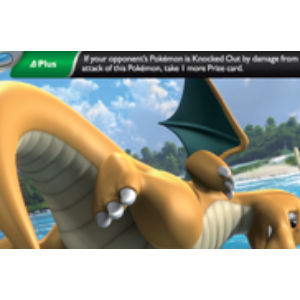 Δ Plus
If your opponent's Pokémon is Knocked Out by damage from
attack of this Pokémon, take 1 more Prize card.